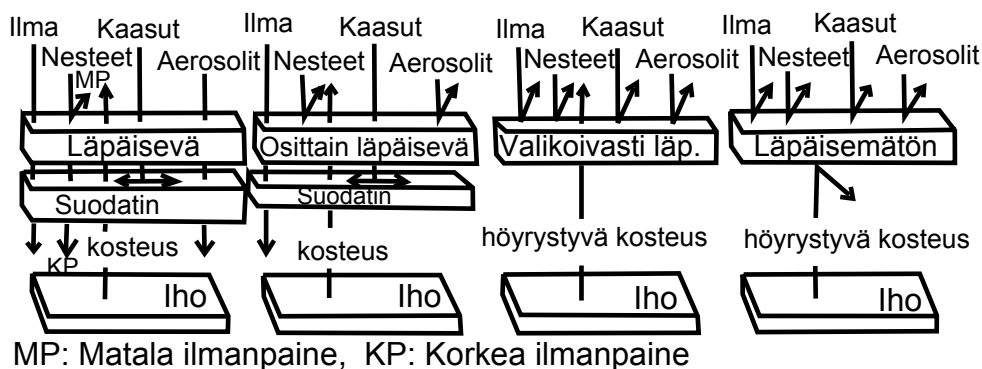 Ilma Kaasut Ilma Kaasut Ilma Kaasut Ilma Kaasut
Nesteet Aerosolit Nesteet Aerosolit Nesteet Aerosolit Nesteet Aerosolit
MP
Läpäisevä Osittain läpäisevä Valikoivasti läp. Läpäisemätön
Suodatin Suodatin
kosteus kosteus höyrystyvä kosteus höyrystyvä kosteus
KP
Iho Iho Iho Iho
MP: Matala ilmanpaine, KP: Korkea ilmanpaine